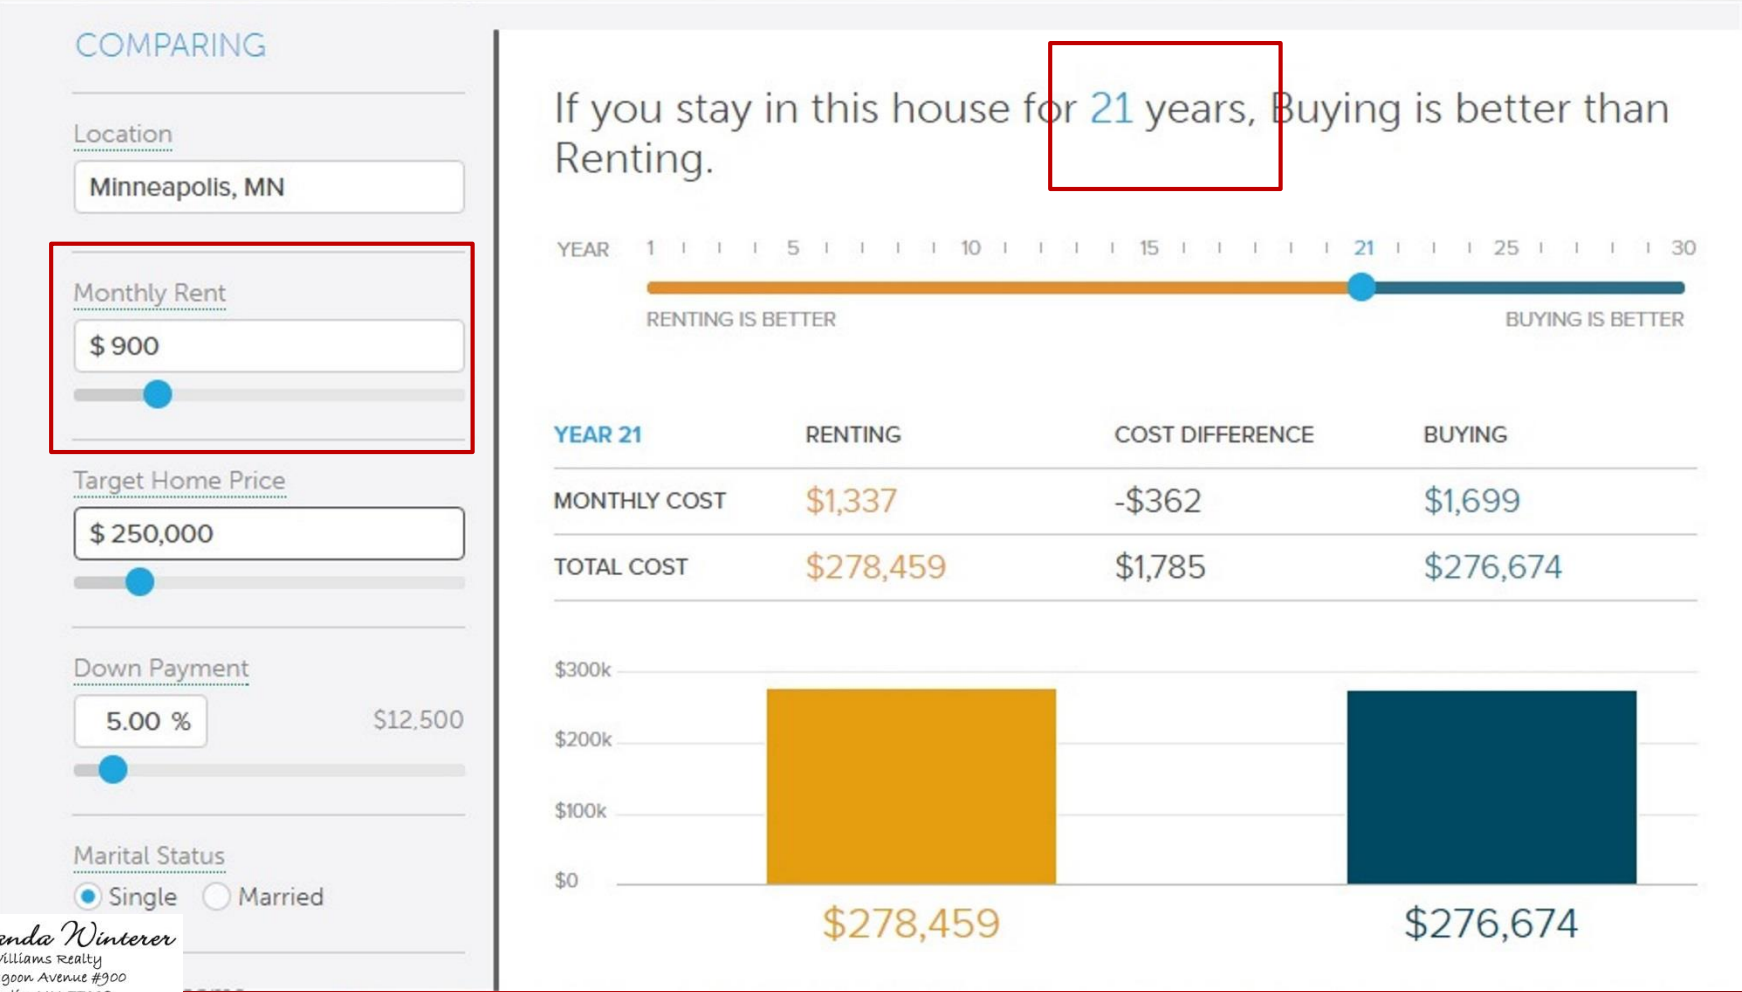 COMPARING
Location
Minneapolis, MN
Monthly Rent
$ 900
Target Home Price
$ 250,000
Down Payment
5.00 % $12,500
Marital Status
Single Married
Winterer
Realty
Avenue #900
If you stay in this house for 21 years, Buying is better than
Renting.
YEAR 1 5 10 15 21 25 30
RENTING IS BETTER BUYING IS BETTER
YEAR 21 RENTING COST DIFFERENCE BUYING
MONTHLY COST $1,337 -$362 $1,699
TOTAL COST $278,459 $1,785 $276,674
$300k
$200k
$100k
$0
$278,459 $276,674